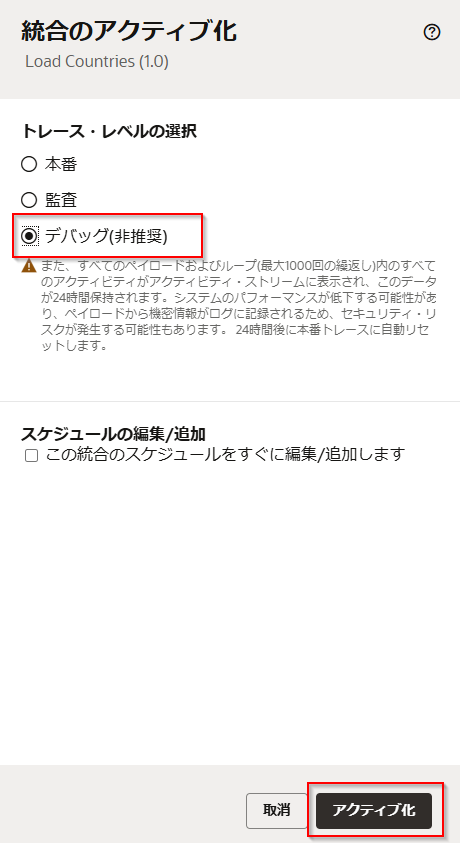 統合のアクティブ化
Load Countries (1.0)
トレース・レベルの選択
本番
監査
デバッグ(非推奨)
また、すべてのペイロードおよびループ(最大1000回の繰返し)内のすべて
のアクティビティがアクティビティ・ストリームに表示され、このデータ
が24時間保持されます。システムのパフォーマンスが低下する可能性があ
り、ペイロードから機密情報がログに記録されるため、セキュリティ・リ
スクが発生する可能性もあります。 24時間後に本番トレースに自動リセ
ットします。
スケジュールの編集/追加
この統合のスケジュールをすぐに編集/追加します
取消
アクティブ化